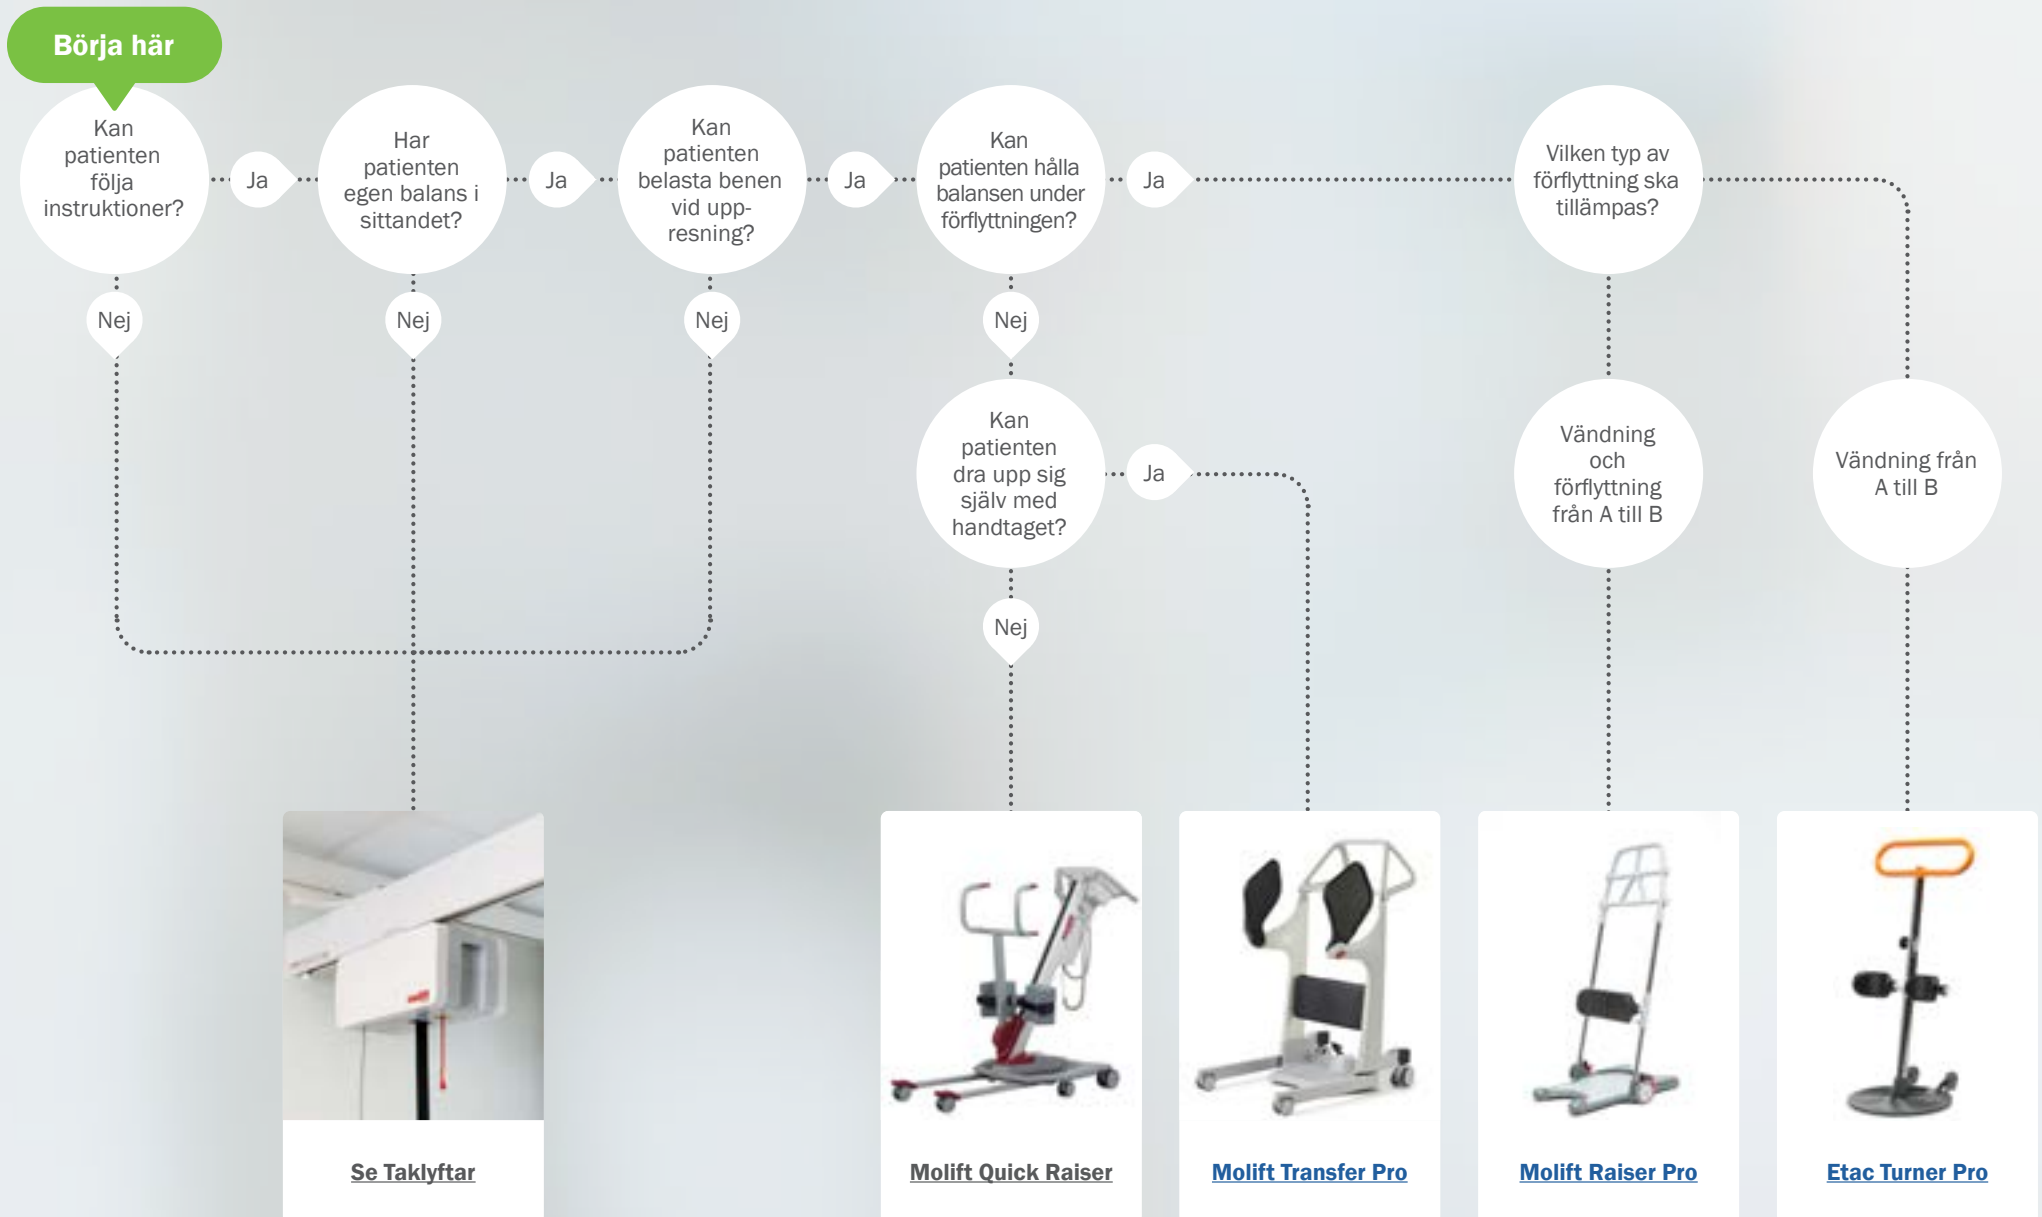 Börja här
Kan
patienten
följa
instruktioner?
Ja
Har
patienten
egen balans i
sittandet?
Ja
Kan
patienten
belasta benen
vid upp-
resning?
Ja
Kan
patienten hålla
balansen under
förflyttningen?
Ja
Vilken typ av
förflyttning ska
tillämpas?
Nej
Nej
Nej
Nej
Kan
patienten
dra upp sig
själv med
handtaget?
Ja
Vändning
och
förflyttning
från A till B
Vändning från
A till B
Nej
Se Taklyftar
Molift Quick Raiser
Molift Transfer Pro
Molift Raiser Pro
Etac Turner Pro